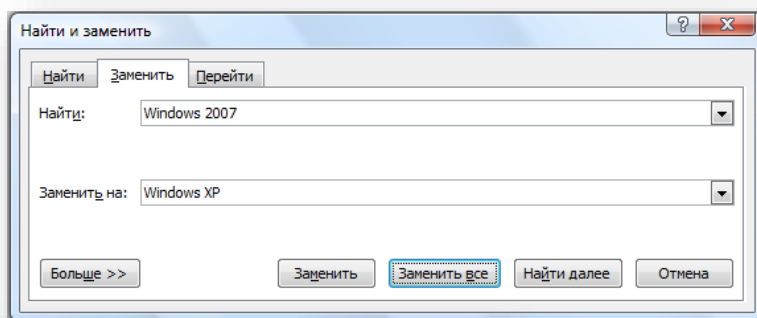 Найти и заменить
Найти Заменить Перейти
Найти: Windows 2007
Заменить на: Windows XP
Больше >> Заменить Заменить все Найти далее Отмена